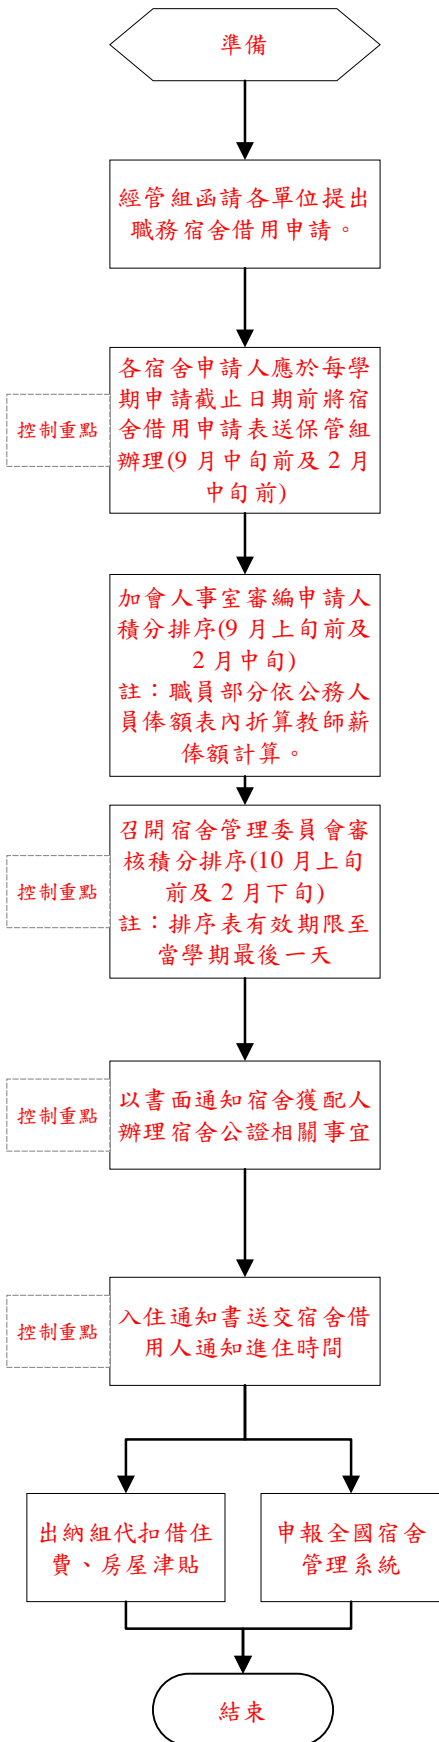 準備
經管組函請各單位提出
職務宿舍借用申請。
各宿舍申請人應於每學
期申請截止日期前將宿
舍借用申請表送保管組
辦理(9 月中旬前及 2 月
中旬前)
控制重點
加會人事室審編申請人
積分排序(9 月上旬前及
2 月中旬)
註：職員部分依公務人
員俸額表內折算教師薪
俸額計算。
召開宿舍管理委員會審
核積分排序(10 月上旬
前及 2 月下旬)
註：排序表有效期限至
當學期最後一天
控制重點
以書面通知宿舍獲配人
辦理宿舍公證相關事宜
控制重點
入住通知書送交宿舍借
用人通知進住時間
控制重點
出納組代扣借住
費、房屋津貼
申報全國宿舍
管理系統
結束